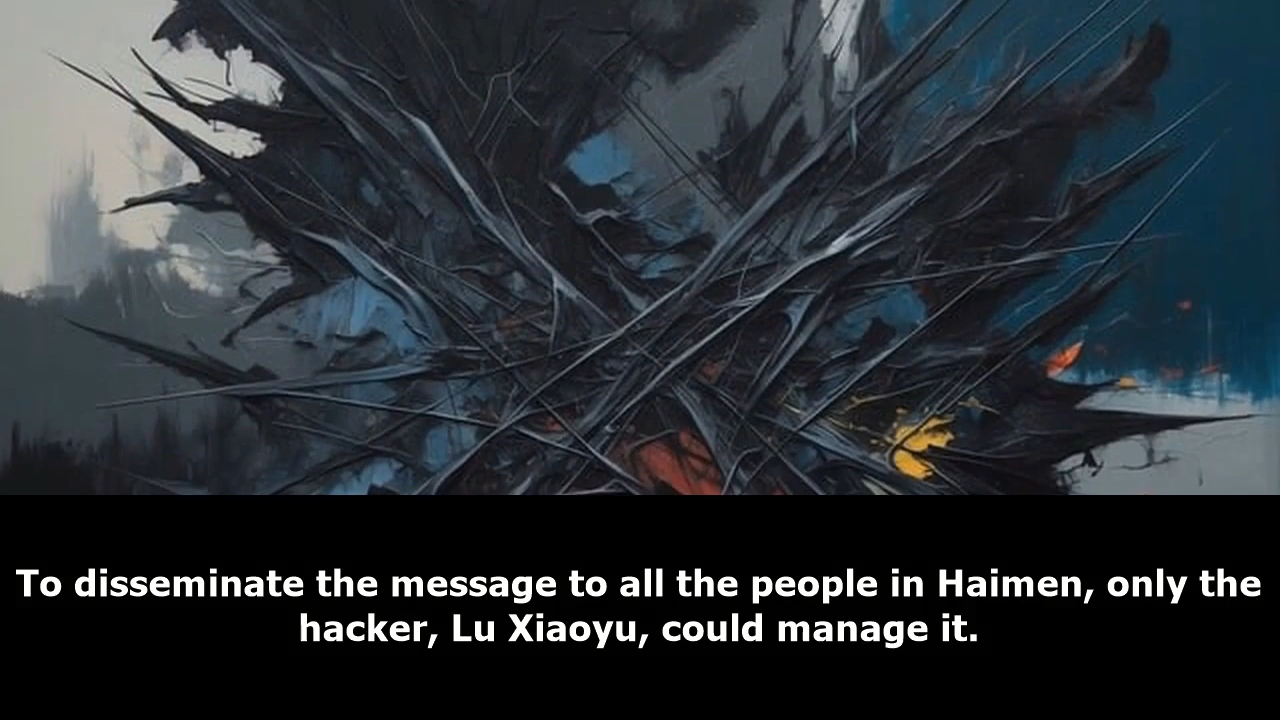 To disseminate the message to all the people in Haimen, only the
hacker, Lu Xiaoyu, could manage it.